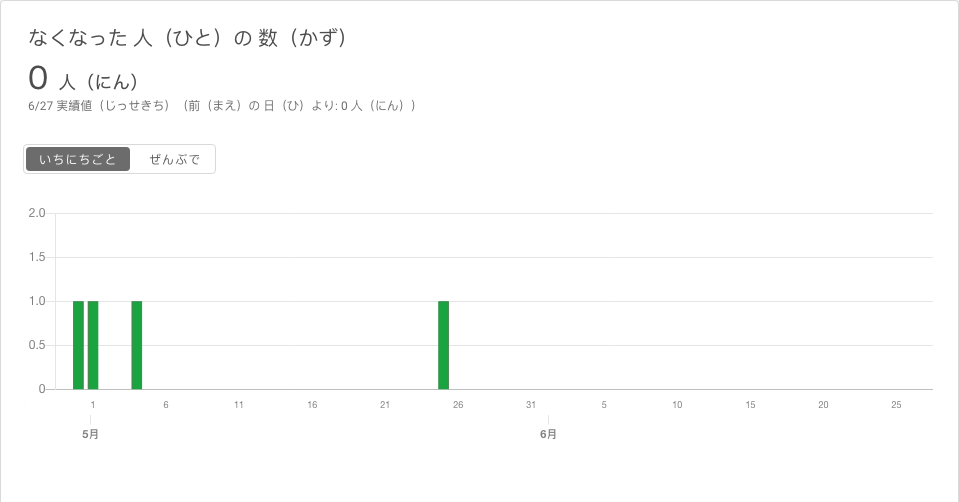 なくなった 人（ひと）の 数（かず）
0 人（にん）
6/27 実績値（じっせきち）（前（まえ）の 日（ひ）より: 0 人（にん））
いちにちごと ぜんぶで
2.0
1.5
1.0
0.5
0
1 6 11 16 21 26 31 5 10 15 20 25
5月 6月